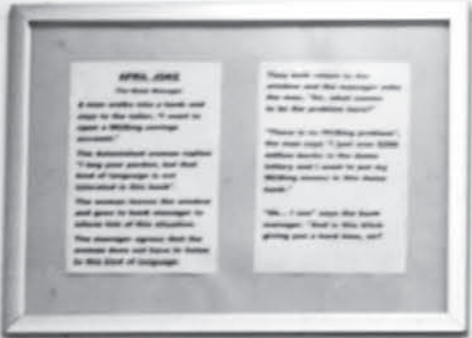 APRIL JOKE
The Bank Manager
A man walks into a bank and
says to the teller, "I want to
open a f#@$ing savings
account."
The astonished woman replies
"I beg your pardon, but that
kind of language is not
tolerated in this bank".
The woman leaves the window
and goes to bank manager to
inform him of this situation.
The manager agrees that the
woman does not have to listen
to this kind of language.
They both return to the
window and the manager asks
the man, "Sir, what seems
to be the problem here?"
"There is no problem",
the man says "I just won $200
million bucks in the damn
lottery and I want to put my
money in this damn
bank."
"Oh... I see" says the bank
manager. "And is this bitch
giving you a hard time, sir?